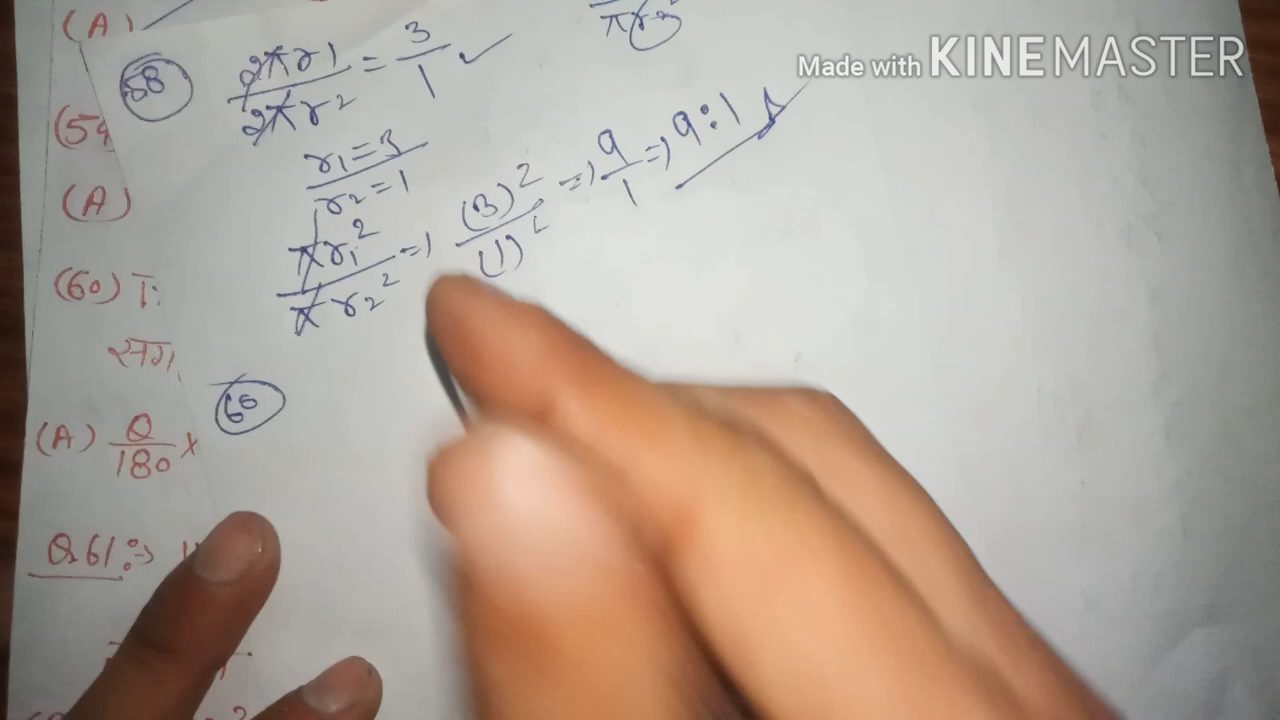 (A)
πr2
Made with KINEMASTER
58 2πr1/2πr2 = 3/1 ✓
(59
r1=3/r2=1
(A)
πr1²/πr2² => (3)²/(1)² => 9/1 => 9:1
(60) T:
60
(A) Q/180 ×
Q.61:->